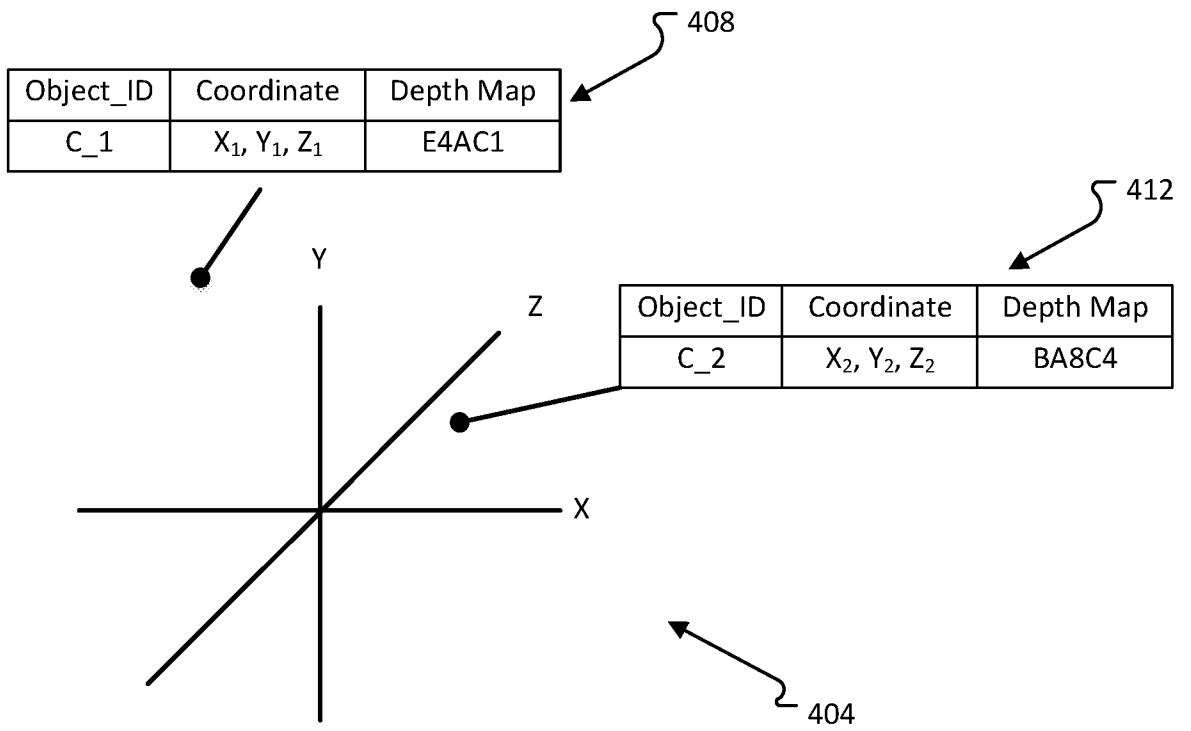 408
Object_ID Coordinate Depth Map
C_1 X₁, Y₁, Z₁ E4AC1
412
Y
Z
Object_ID Coordinate Depth Map
C_2 X₂, Y₂, Z₂ BA8C4
X
404